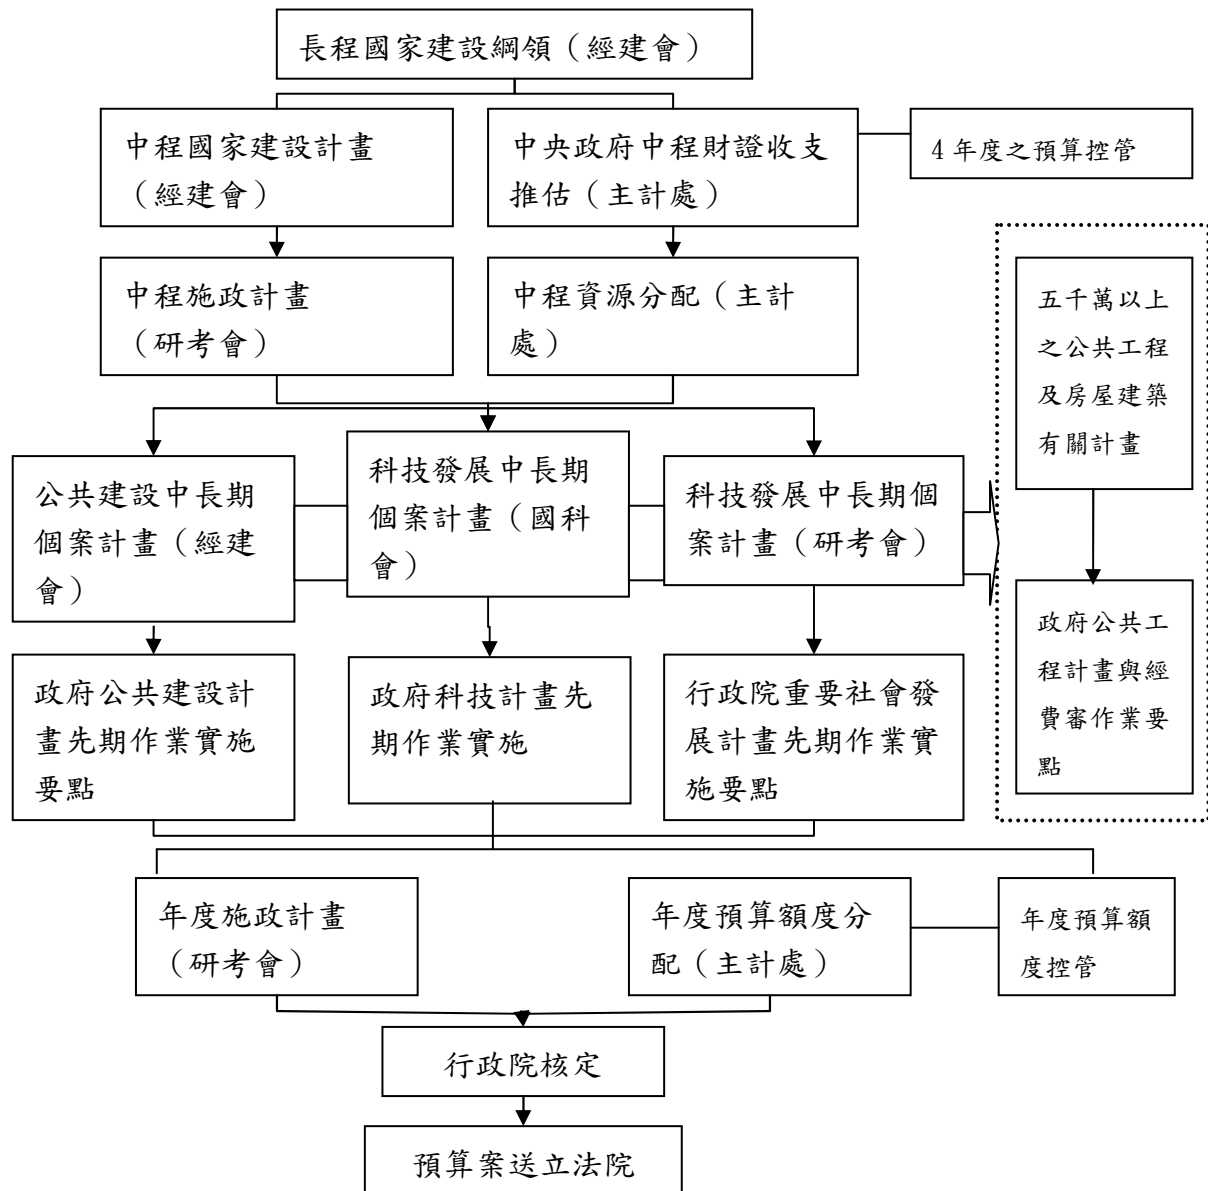 長程國家建設綱領（經建會）
中程國家建設計畫
（經建會）
中央政府中程財證收支
推估（主計處）
4 年度之預算控管
中程施政計畫
（研考會）
中程資源分配（主計
處）
五千萬以上
之公共工程
及房屋建築
有關計畫
公共建設中長期
個案計畫（經建
會）
科技發展中長期
個案計畫（國科
會）
科技發展中長期個
案計畫（研考會）
政府公共工
程計畫與經
費審作業要
點
政府公共建設計
畫先期作業實施
要點
政府科技計畫先
期作業實施
行政院重要社會發
展計畫先期作業實
施要點
年度施政計畫
（研考會）
年度預算額度分
配（主計處）
年度預算額
度控管
行政院核定
預算案送立法院